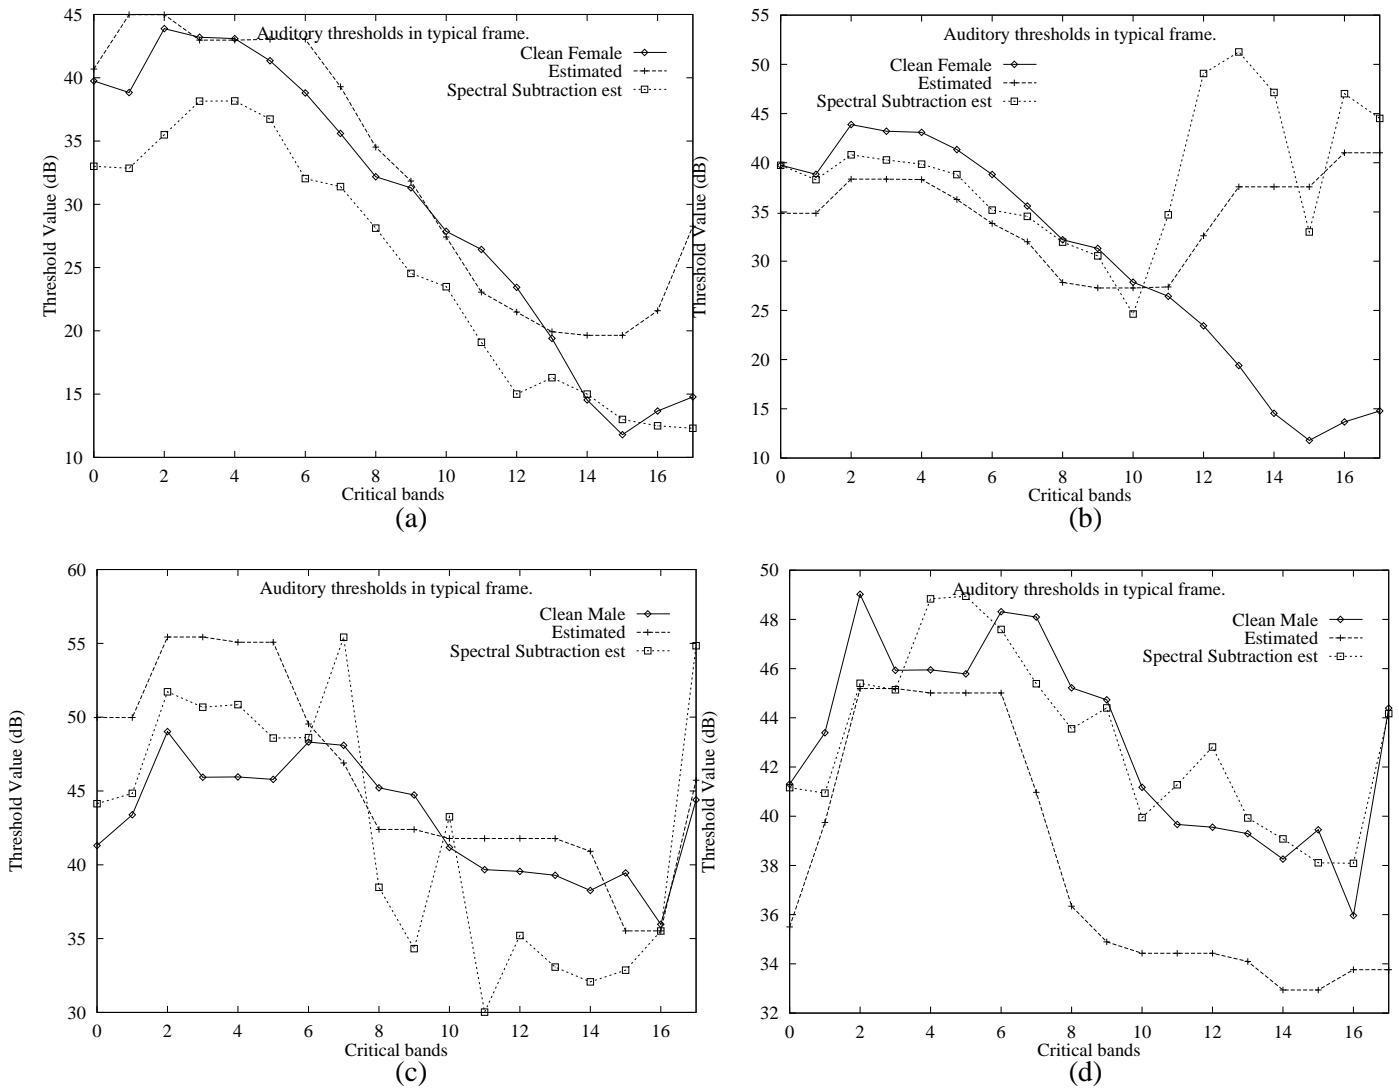 Auditory thresholds in typical frame.
Clean Female
Estimated
Spectral Subtraction est
45
40
35
30
25
20
15
10
Threshold Value (dB)
0 2 4 6 8 10 12 14 16
Critical bands
(a)
Auditory thresholds in typical frame.
Clean Female
Estimated
Spectral Subtraction est
55
50
45
40
35
30
25
20
15
10
Threshold Value (dB)
0 2 4 6 8 10 12 14 16
Critical bands
(b)
Auditory thresholds in typical frame.
Clean Male
Estimated
Spectral Subtraction est
60
55
50
45
40
35
30
Threshold Value (dB)
0 2 4 6 8 10 12 14 16
Critical bands
(c)
Auditory thresholds in typical frame.
Clean Male
Estimated
Spectral Subtraction est
50
48
46
44
42
40
38
36
34
32
Threshold Value (dB)
0 2 4 6 8 10 12 14 16
Critical bands
(d)